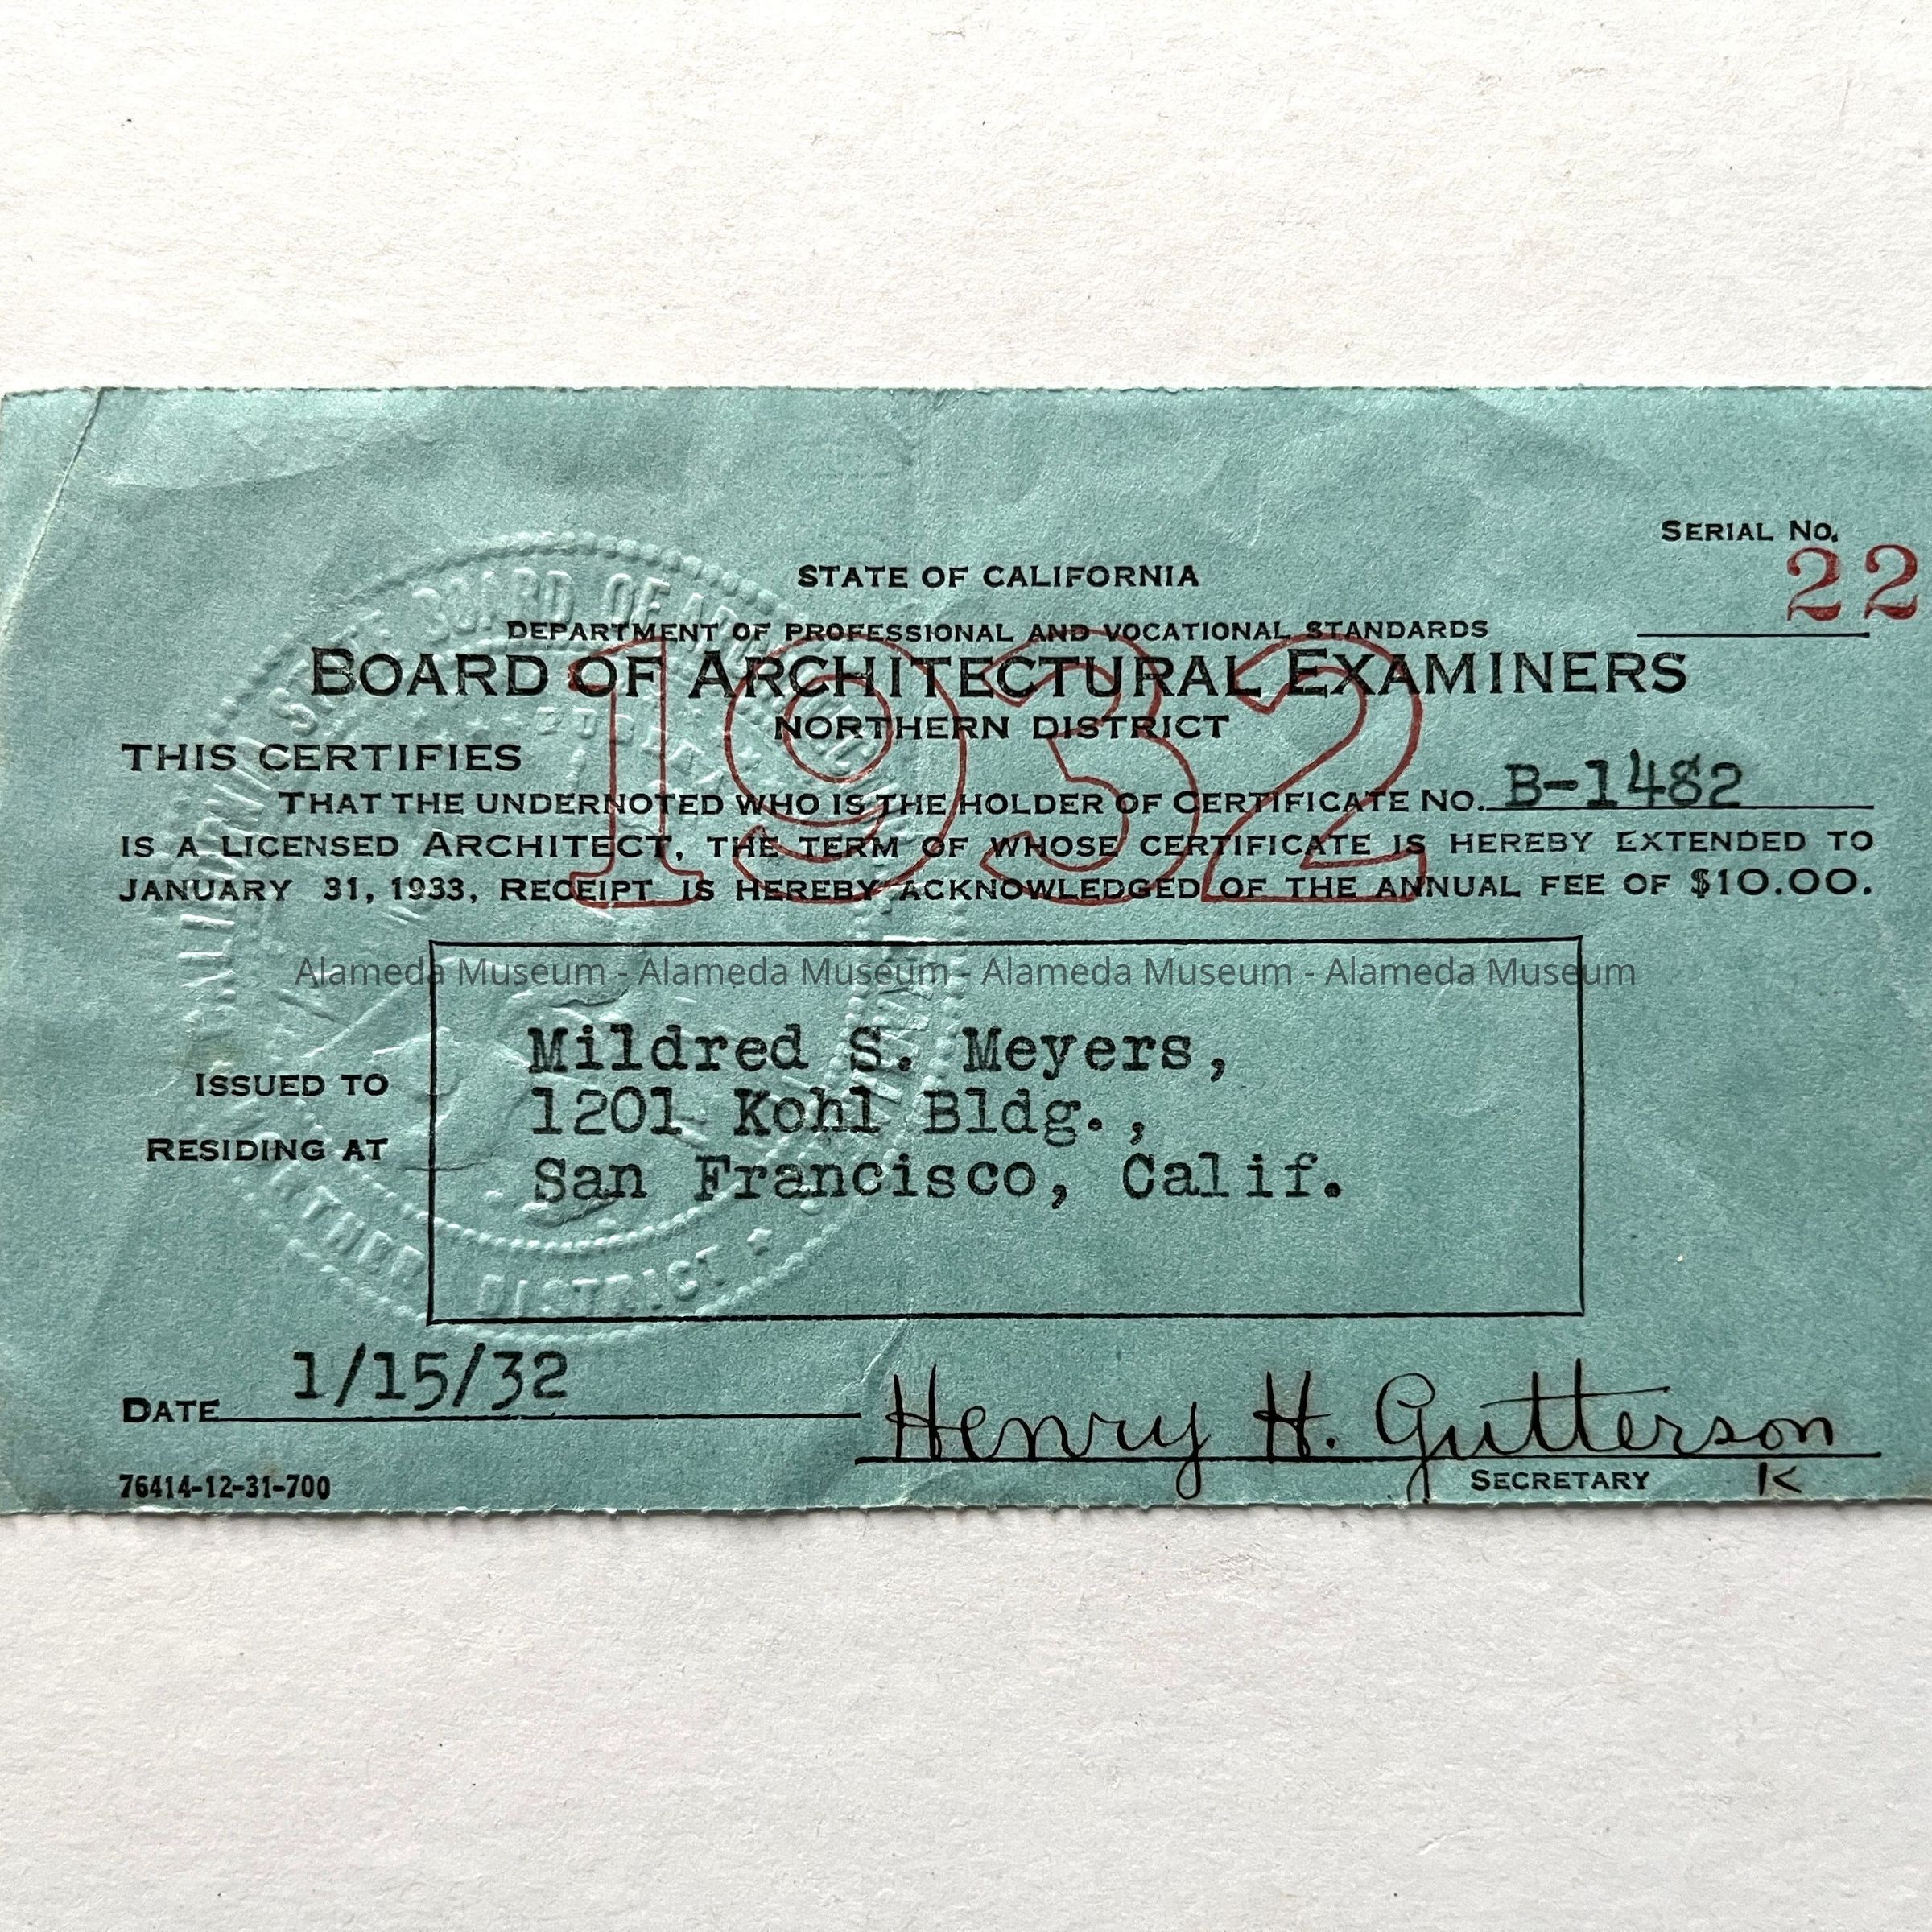 SERIAL No.
22
STATE OF CALIFORNIA
DEPARTMENT OF PROFESSIONAL AND VOCATIONAL STANDARDS
BOARD OF ARCHITECTURAL EXAMINERS
1932
NORTHERN DISTRICT
THIS CERTIFIES
THAT THE UNDERNOTED WHO IS THE HOLDER OF CERTIFICATE NO. B-1482
IS A LICENSED ARCHITECT, THE TERM OF WHOSE CERTIFICATE IS HEREBY EXTENDED TO
JANUARY 31, 1933, RECEIPT IS HEREBY ACKNOWLEDGED OF THE ANNUAL FEE OF $10.00.
Alameda Museum - Alameda Museum - Alameda Museum - Alameda Museum
Mildred S. Meyers,
ISSUED TO
1201 Kohl Bldg.,
RESIDING AT
San Francisco, Calif.
STATE BOARD OF
DISTRICT
DATE 1/15/32
Henry H. Gutterson
SECRETARY K
76414-12-31-700